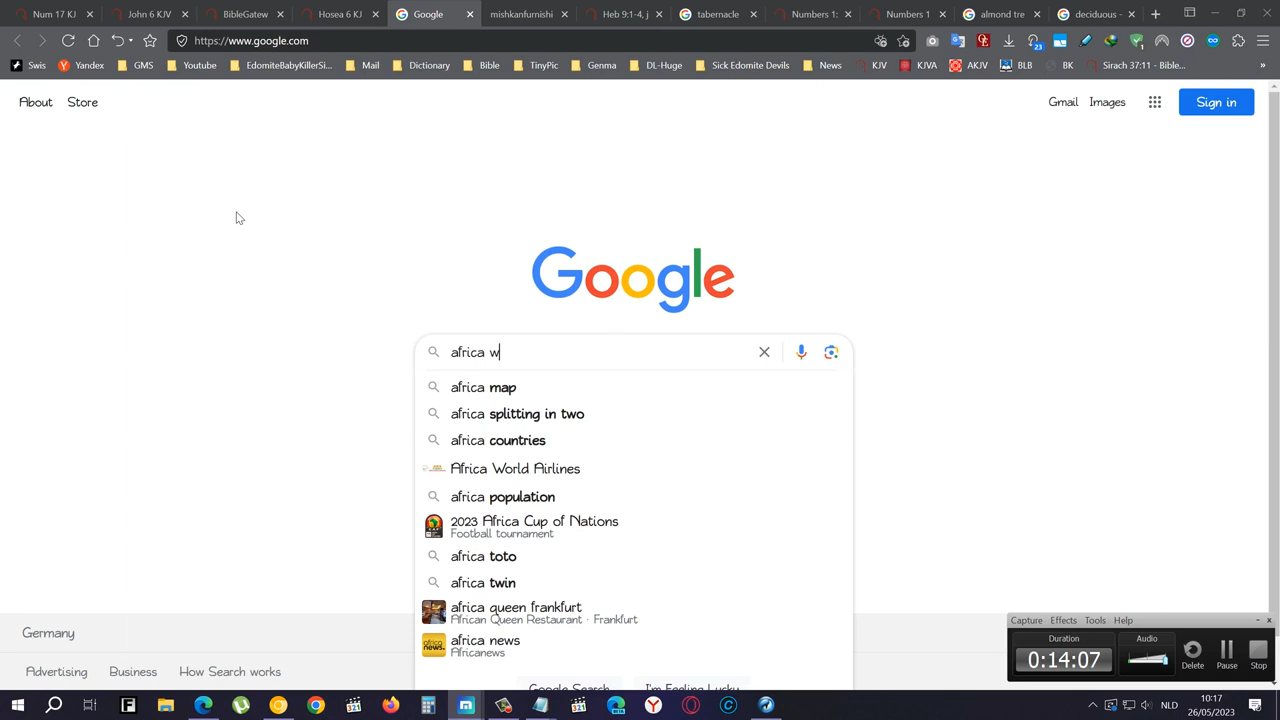 Num 17 KJ
John 6 KJV
BibleGatew
Hosea 6 KJ
Google
mishkanfurnishi
Heb 9:1-4, j
tabernacle
Numbers 1:
Numbers 1
almond tre
deciduous -
https://www.google.com
23
1
Swis
Yandex
GMS
Youtube
EdomiteBabyKillerSi...
Mail
Dictionary
Bible
TinyPic
Genma
DL-Huge
Sick Edomite Devils
News
KJV
KJVA
AKJV
BLB
BK
Sirach 37:11 - Bible...
About
Store
Gmail
Images
Sign in
Google
africa w
africa map
africa splitting in two
africa countries
Africa World Airlines
africa population
2023 Africa Cup of Nations
Football tournament
africa toto
africa twin
africa queen frankfurt
African Queen Restaurant · Frankfurt
africa news
Africanews
Google Search
I'm Feeling Lucky
Germany
Advertising
Business
How Search works
Capture
Effects
Tools
Help
Duration
0:14:07
Audio
Delete
Pause
Stop
NLD
10:17
26/05/2023